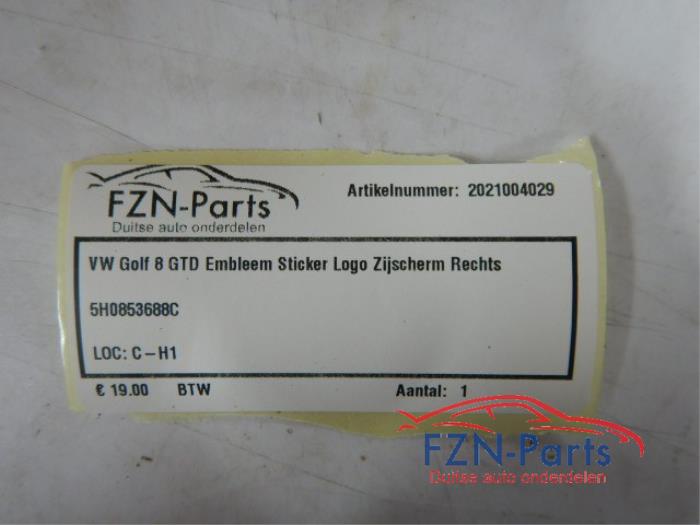 FZN-Parts
Duitse auto onderdelen
Artikelnummer: 2021004029
VW Golf 8 GTD Embleem Sticker Logo Zijscherm Rechts
5H0853688C
LOC: C-H1
€ 19.00 BTW Aantal: 1
FZN-Parts
Duitse auto onderdelen